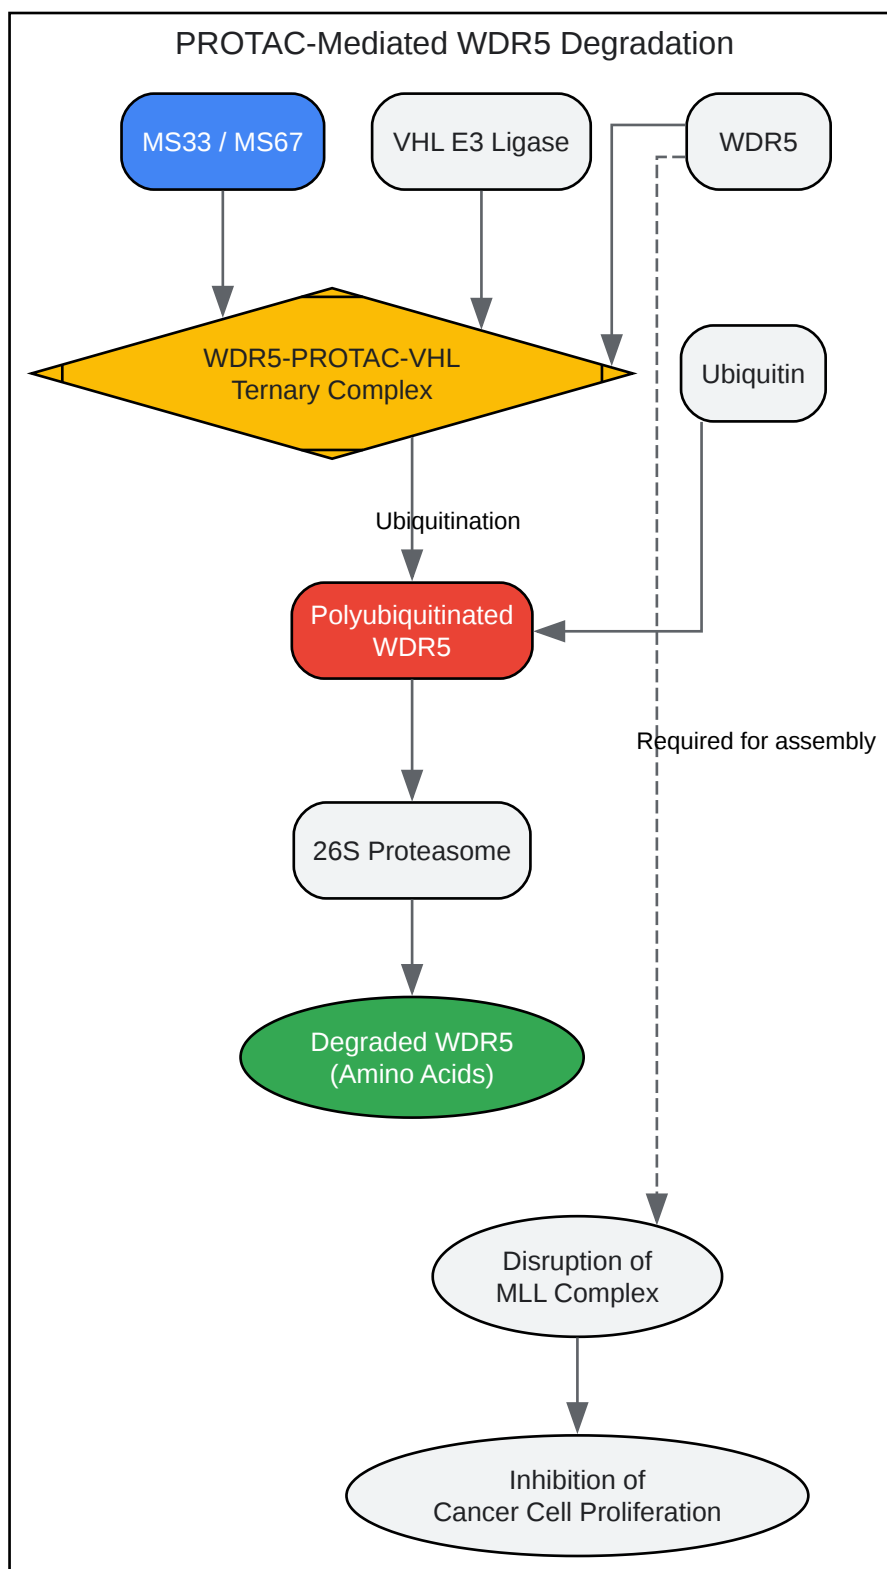 PROTAC-Mediated WDR5 Degradation
MS33 / MS67
VHL E3 Ligase
WDR5
WDR5-PROTAC-VHL
Ternary Complex
Ubiquitin
Ubiquitination
Polyubiquitinated
WDR5
Required for assembly
26S Proteasome
Degraded WDR5
(Amino Acids)
Disruption of
MLL Complex
Inhibition of
Cancer Cell Proliferation